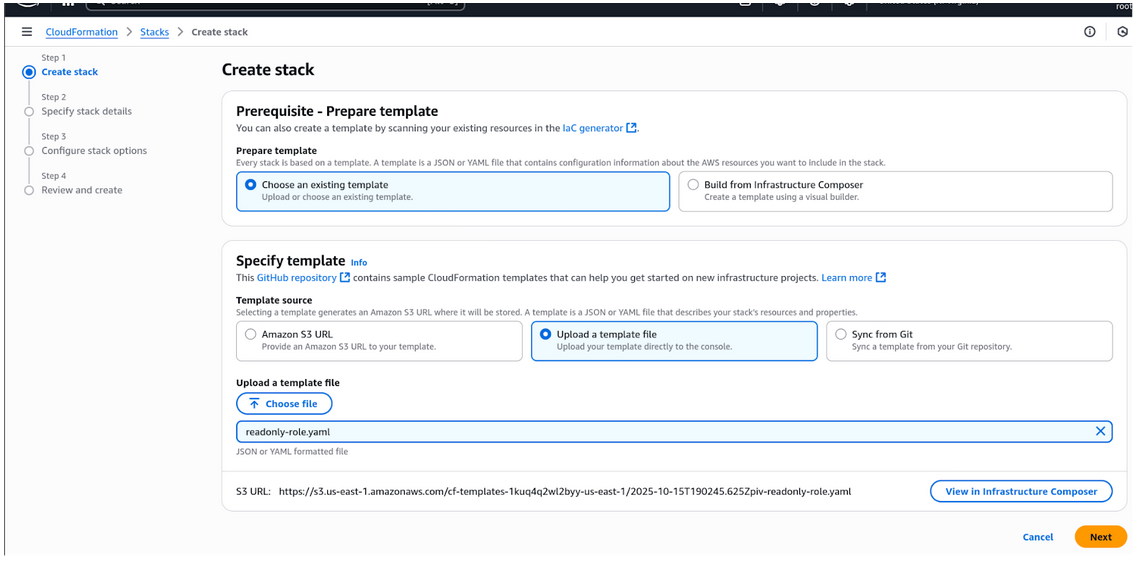 root
CloudFormation > Stacks > Create stack
Step 1
Create stack
Step 2
Specify stack details
Step 3
Configure stack options
Step 4
Review and create
Create stack
Prerequisite - Prepare template
You can also create a template by scanning your existing resources in the IaC generator.
Prepare template
Every stack is based on a template. A template is a JSON or YAML file that contains configuration information about the AWS resources you want to include in the stack.
Choose an existing template
Upload or choose an existing template.
Build from Infrastructure Composer
Create a template using a visual builder.
Specify template Info
This GitHub repository contains sample CloudFormation templates that can help you get started on new infrastructure projects. Learn more
Template source
Selecting a template generates an Amazon S3 URL where it will be stored. A template is a JSON or YAML file that describes your stack's resources and properties.
Amazon S3 URL
Provide an Amazon S3 URL to your template.
Upload a template file
Upload your template directly to the console.
Sync from Git
Sync a template from your Git repository.
Upload a template file
Choose file
readonly-role.yaml
JSON or YAML formatted file
S3 URL: https://s3.us-east-1.amazonaws.com/cf-templates-1kuq4q2wl2byy-us-east-1/2025-10-15T190245.625Zpiv-readonly-role.yaml
View in Infrastructure Composer
Cancel
Next